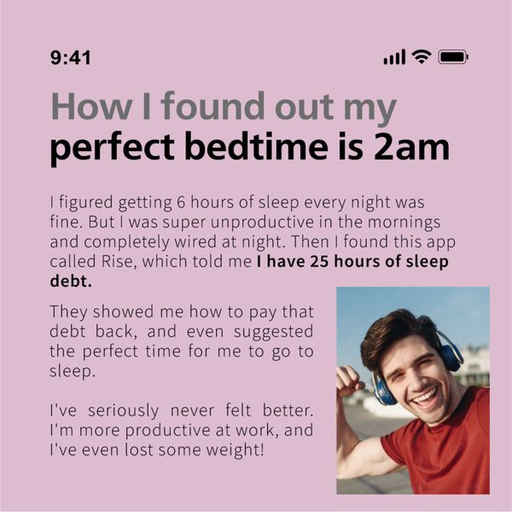 9:41
How I found out my
perfect bedtime is 2am
I figured getting 6 hours of sleep every night was
fine. But I was super unproductive in the mornings
and completely wired at night. Then I found this app
called Rise, which told me I have 25 hours of sleep
debt.
They showed me how to pay that
debt back, and even suggested
the perfect time for me to go to
sleep.
I've seriously never felt better.
I'm more productive at work, and
I've even lost some weight!